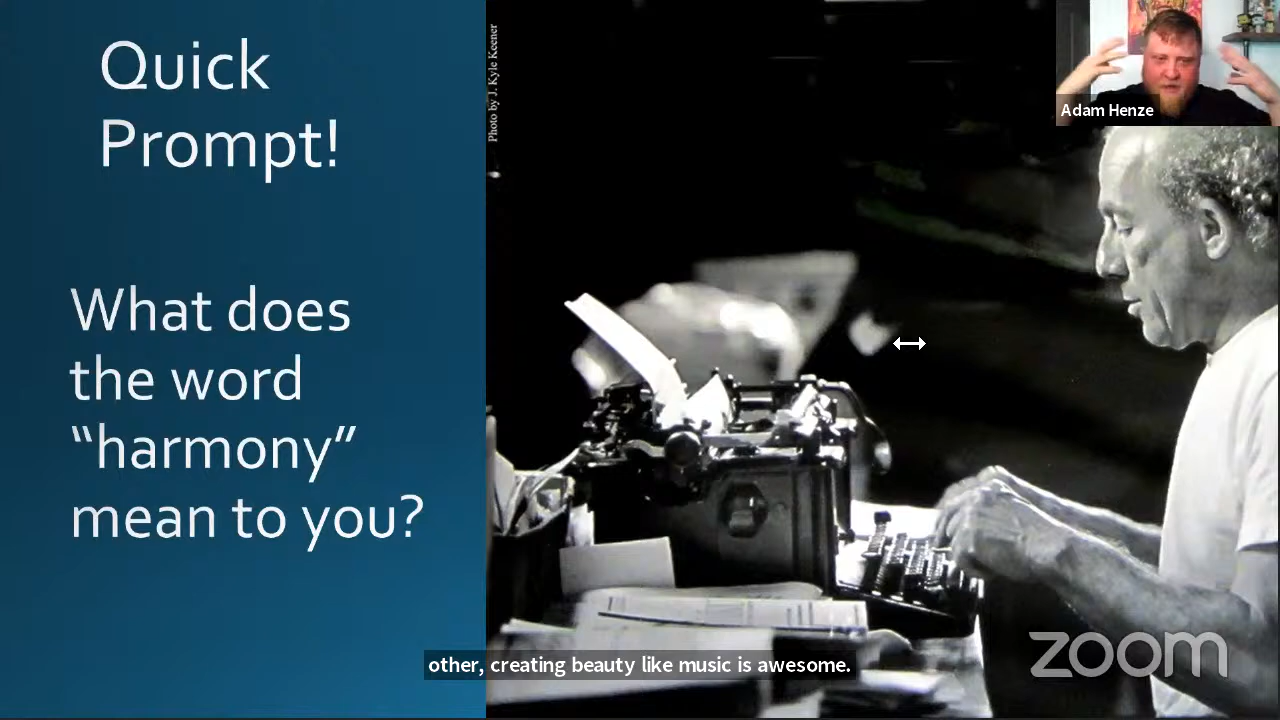 Quick
Prompt!
What does
the word
“harmony”
mean to you?
Photo by J. Kyle Keener
Adam Henze
other, creating beauty like music is awesome.
zoom